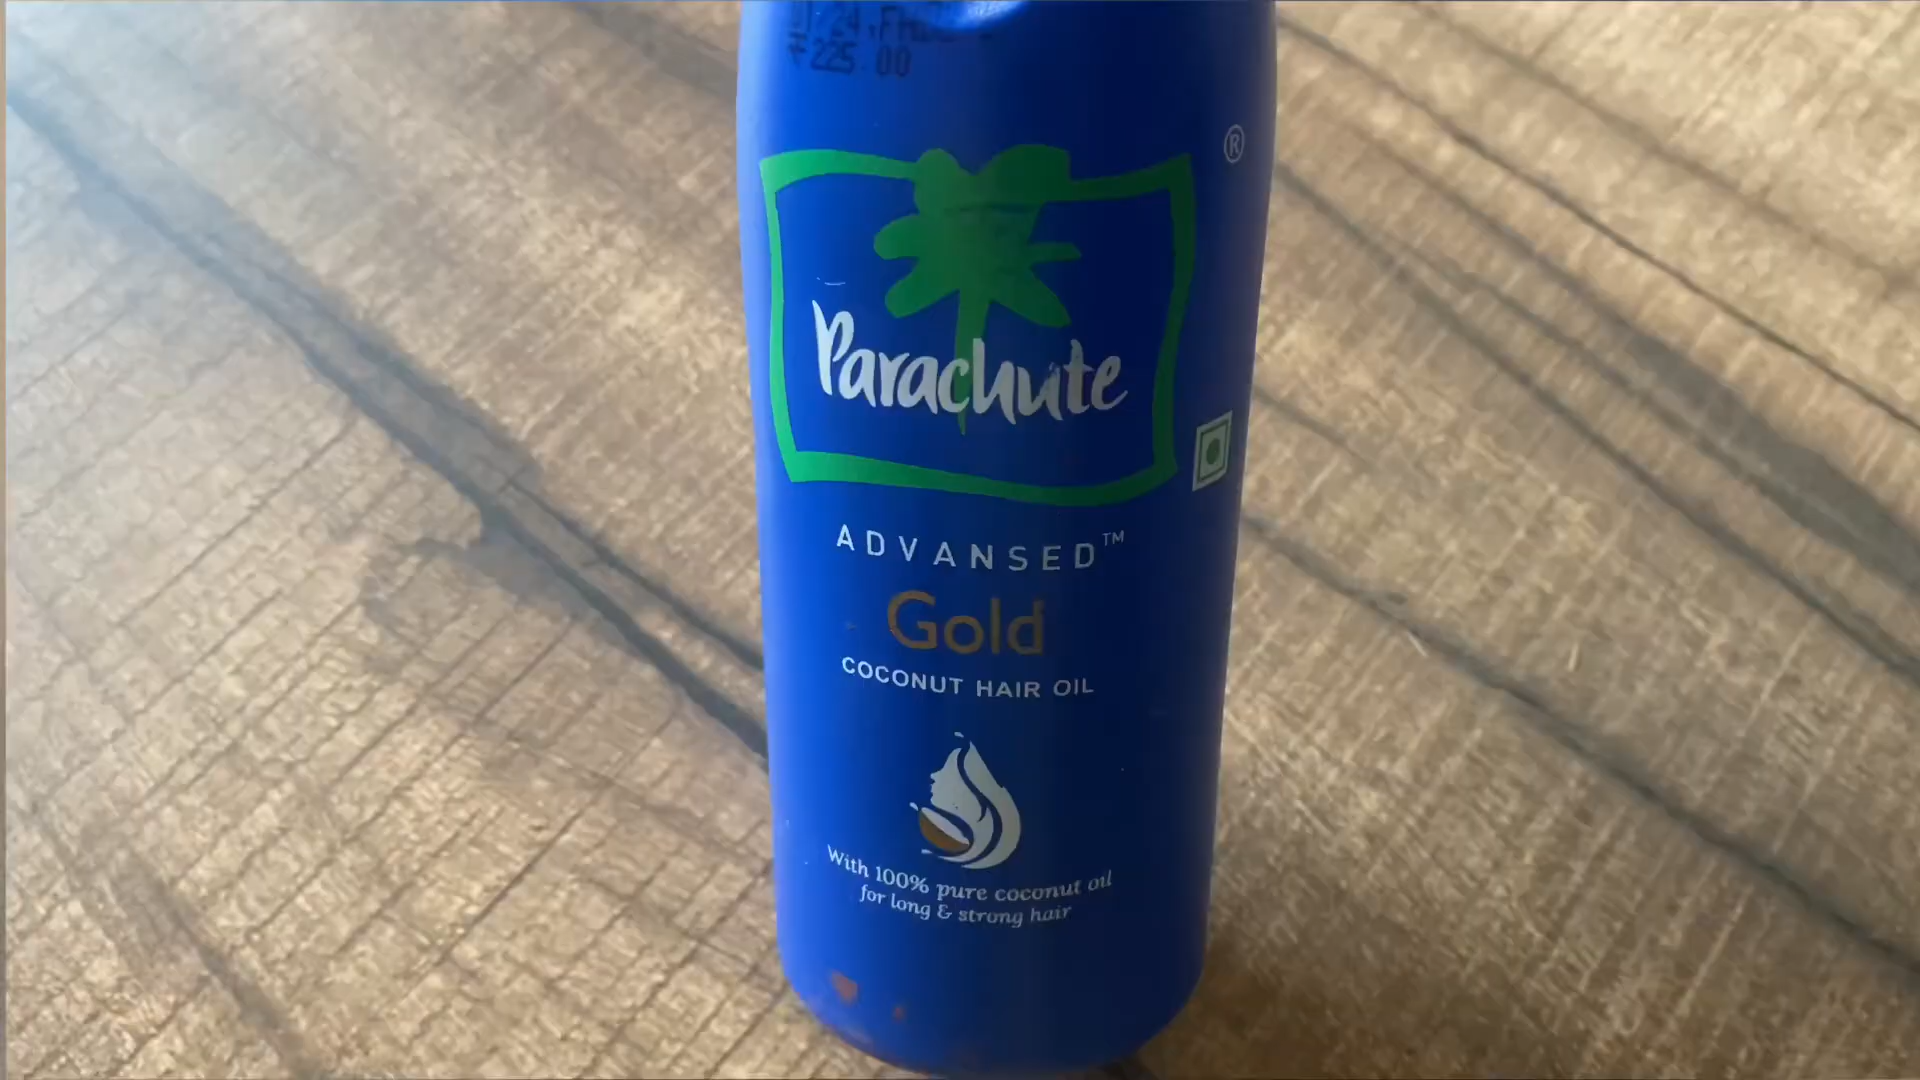 225.00
®
Parachute
ADVANSED™
Gold
COCONUT HAIR OIL
With 100% pure coconut oil
for long & strong hair